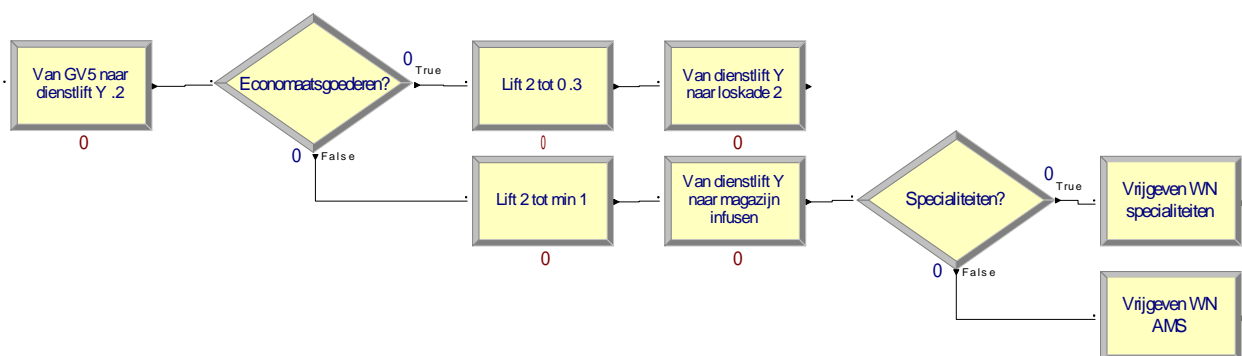 Van GV5 naar
dienstlift Y .2
0
Economaatsgoederen?
0
True
0
False
Lift 2 tot 0 .3
0
Van dienstlift Y
naar loskade 2
0
Lift 2 tot min 1
0
Van dienstlift Y
naar magazijn
infusen
0
Specialiteiten?
0
True
0
False
Vrijgeven WN
specialiteiten
Vrijgeven WN
AMS